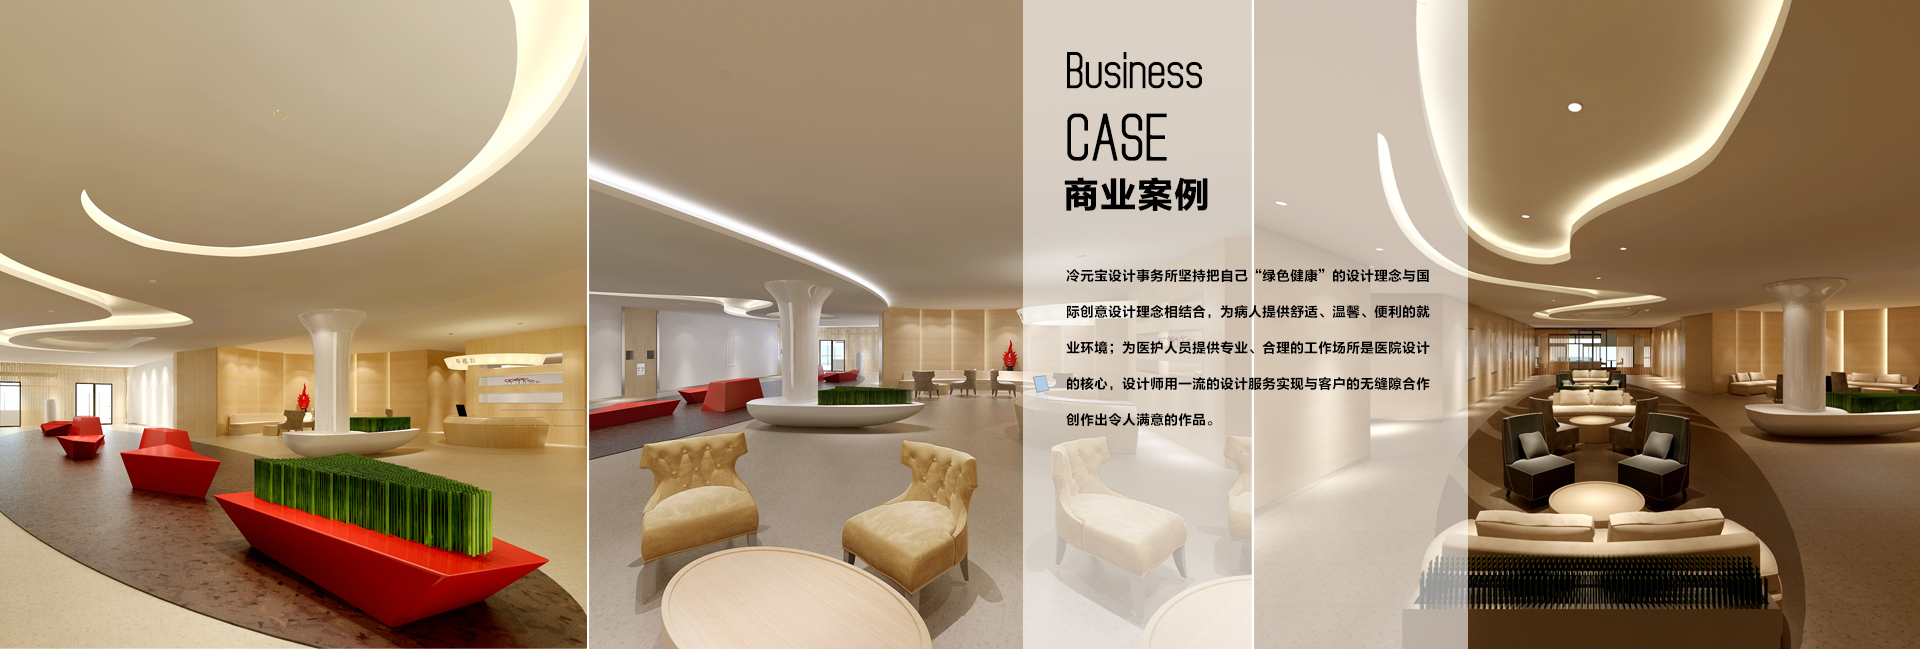 Business
CASE
商业案例
冷元宝设计事务所坚持把自己“绿色健康”的设计理念与国
际创意设计理念相结合，为病人提供舒适、温馨、便利的就
业环境；为医护人员提供专业、合理的工作场所是医院设计
的核心，设计师用一流的设计服务实现与客户的无缝隙合作
创作出令人满意的作品。